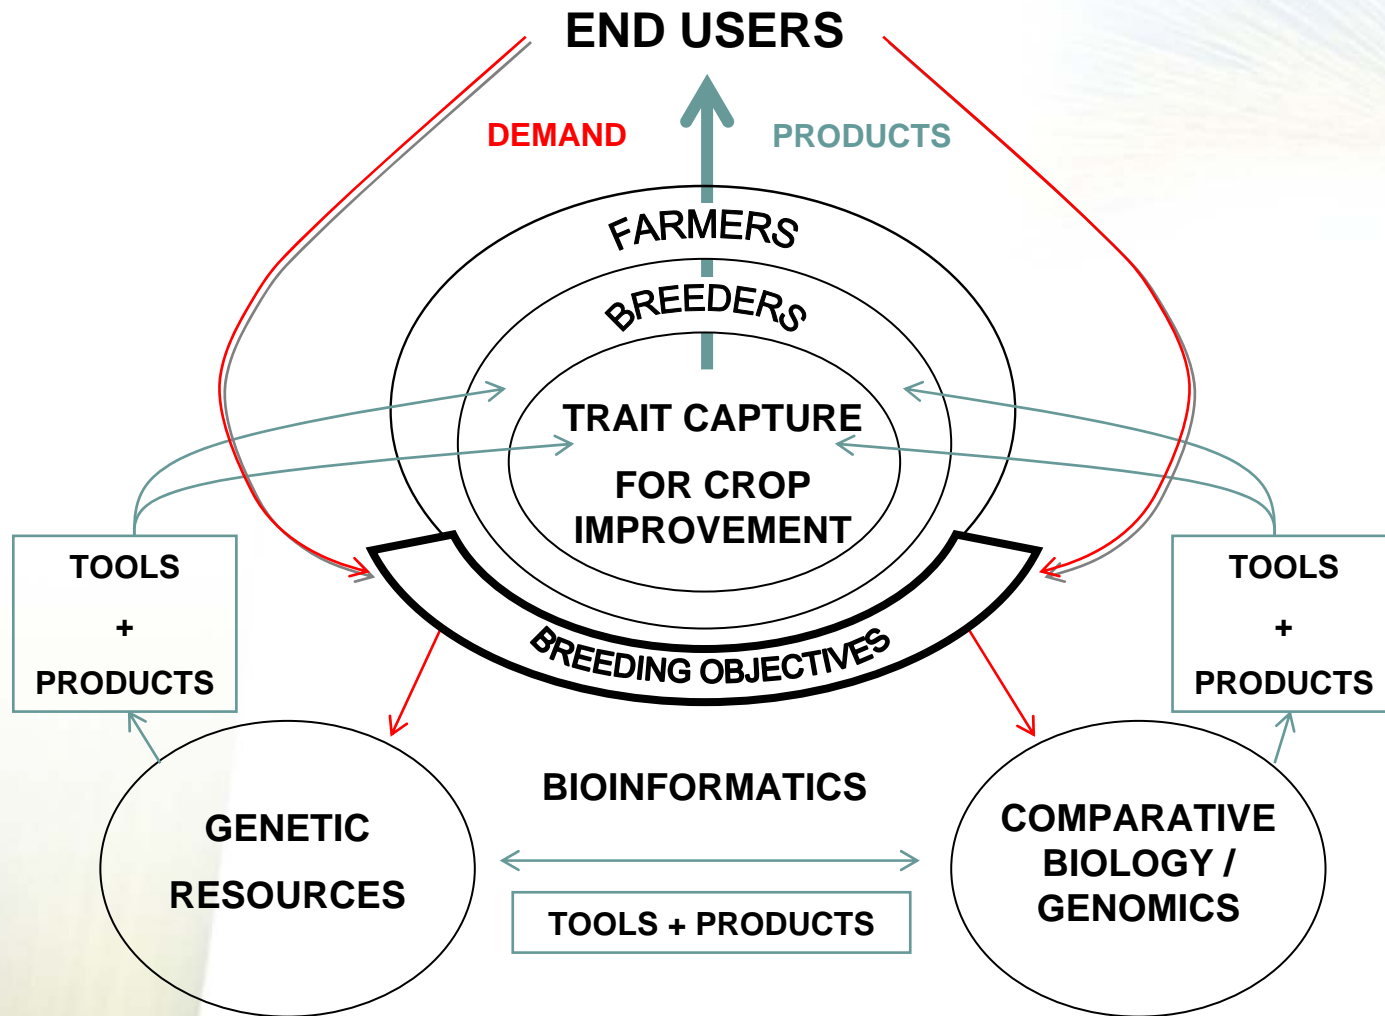 END USERS
DEMAND
PRODUCTS
FARMERS
BREEDERS
TRAIT CAPTURE
FOR CROP
IMPROVEMENT
TOOLS
+
PRODUCTS
TOOLS
+
PRODUCTS
BREEDING OBJECTIVES
BIOINFORMATICS
GENETIC
RESOURCES
COMPARATIVE
BIOLOGY /
GENOMICS
TOOLS + PRODUCTS